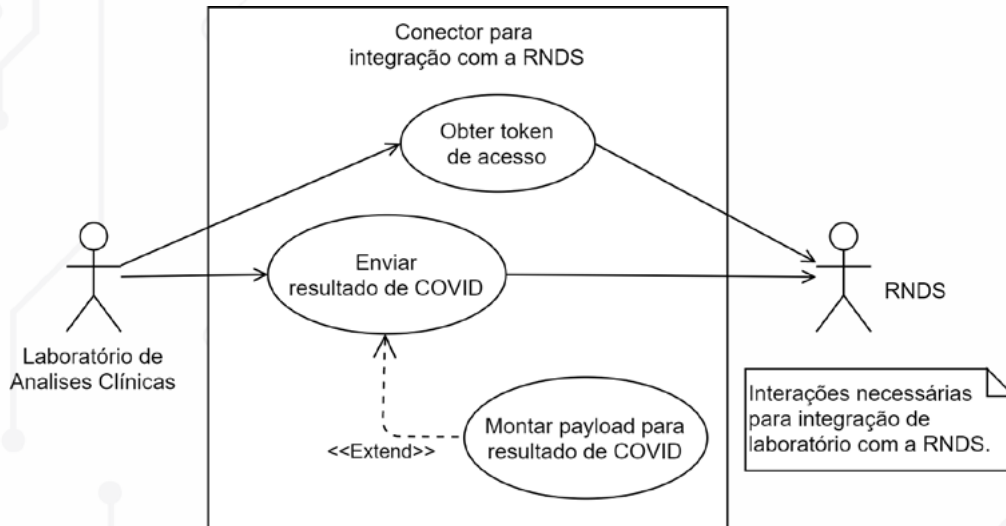 Conector para
integração com a RNDS
Obter token
de acesso
Enviar
resultado de COVID
RNDS
Laboratório de
Analises Clínicas
Interações necessárias
para integração de
laboratório com a RNDS.
Montar payload para
resultado de COVID
<<Extend>>